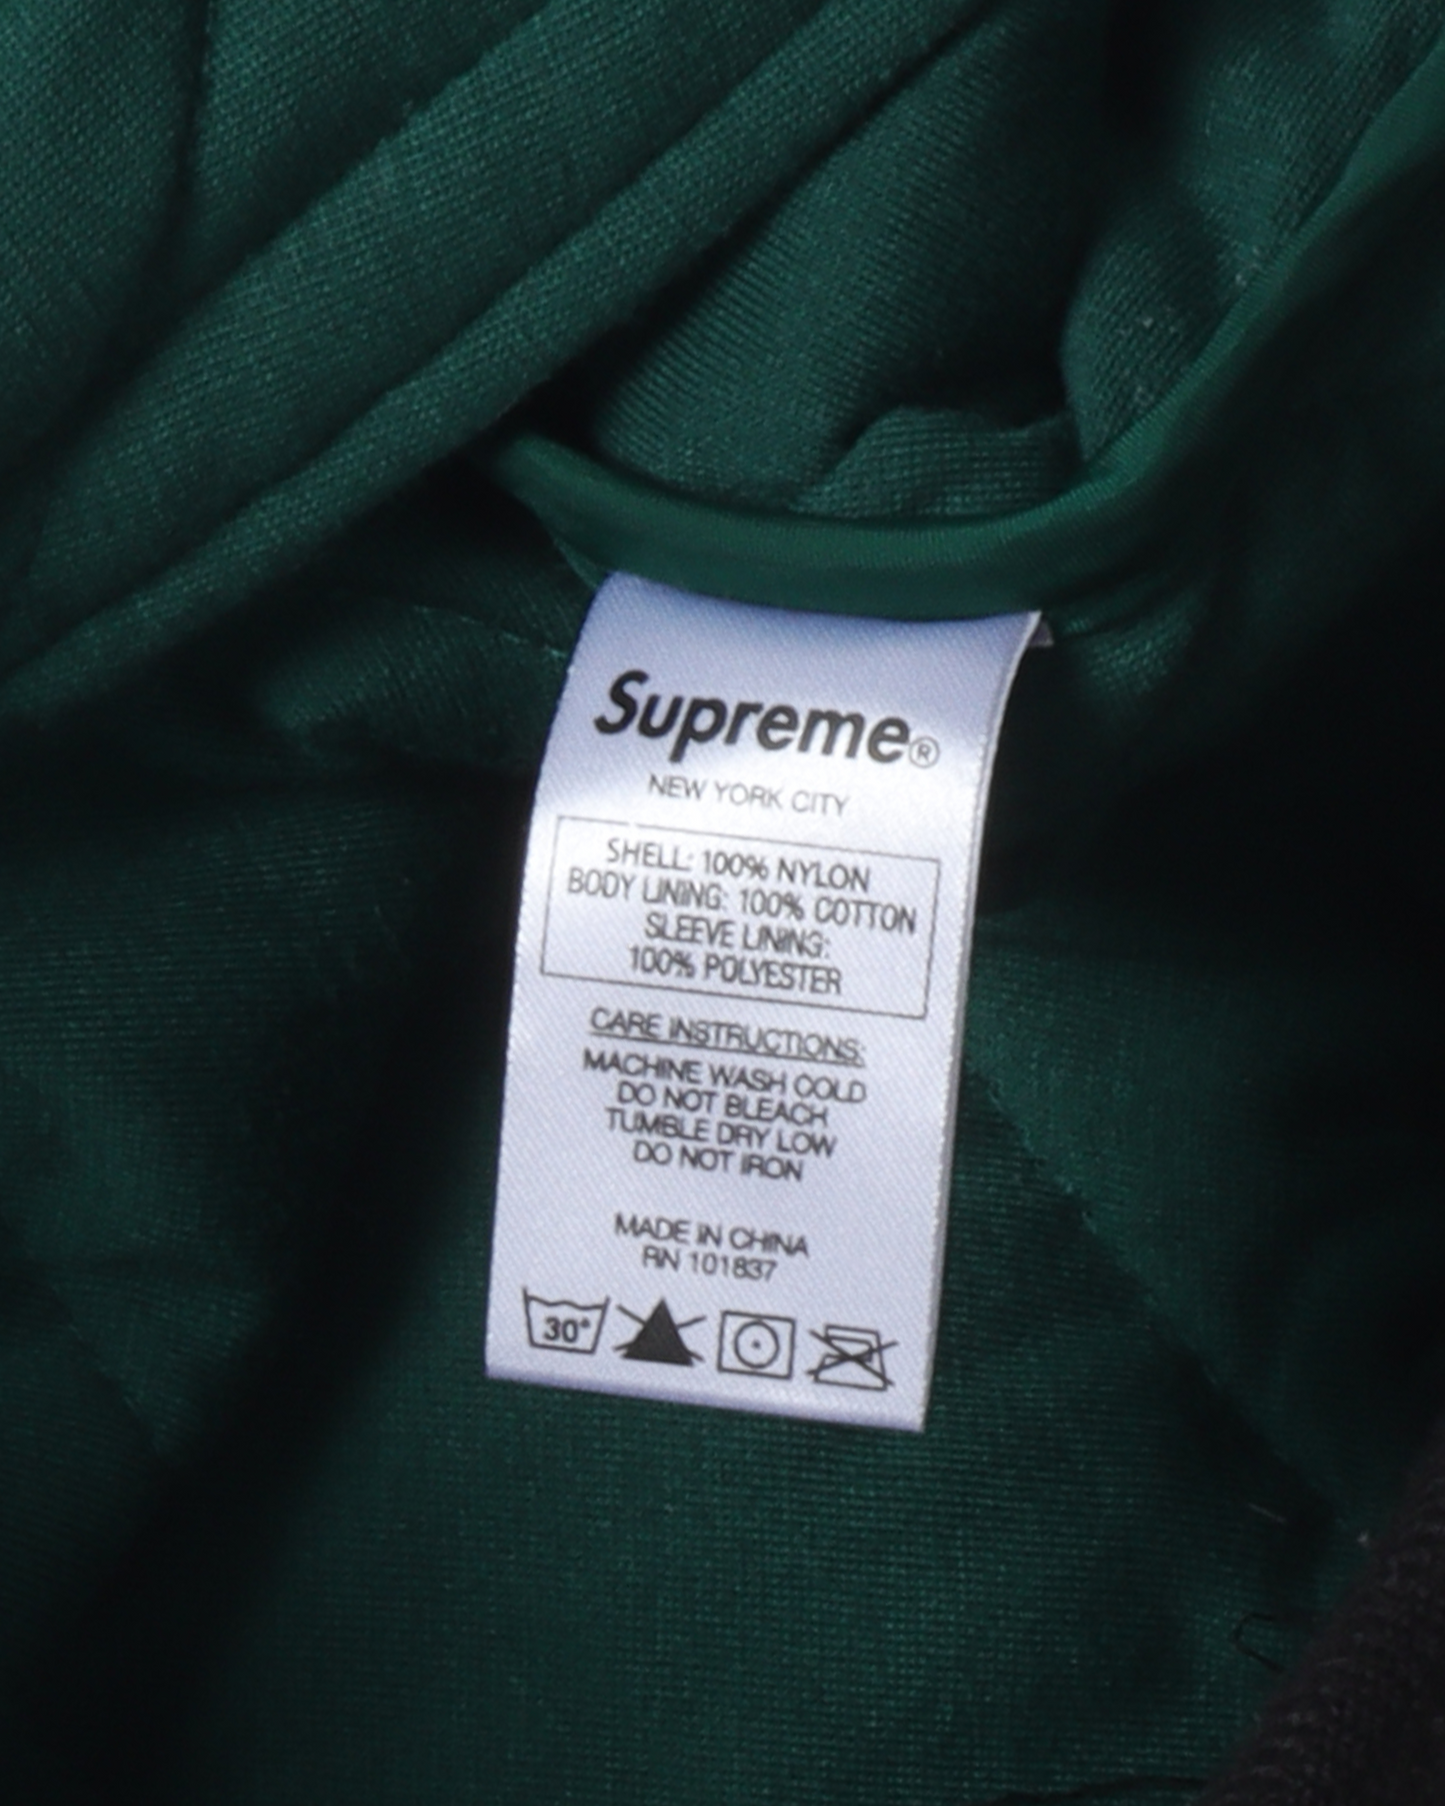 Supreme®
NEW YORK CITY
SHELL: 100% NYLON
BODY LINING: 100% COTTON
SLEEVE LINING:
100% POLYESTER
CARE INSTRUCTIONS:
MACHINE WASH COLD
DO NOT BLEACH
TUMBLE DRY LOW
DO NOT IRON
MADE IN CHINA
RN 101837
30°